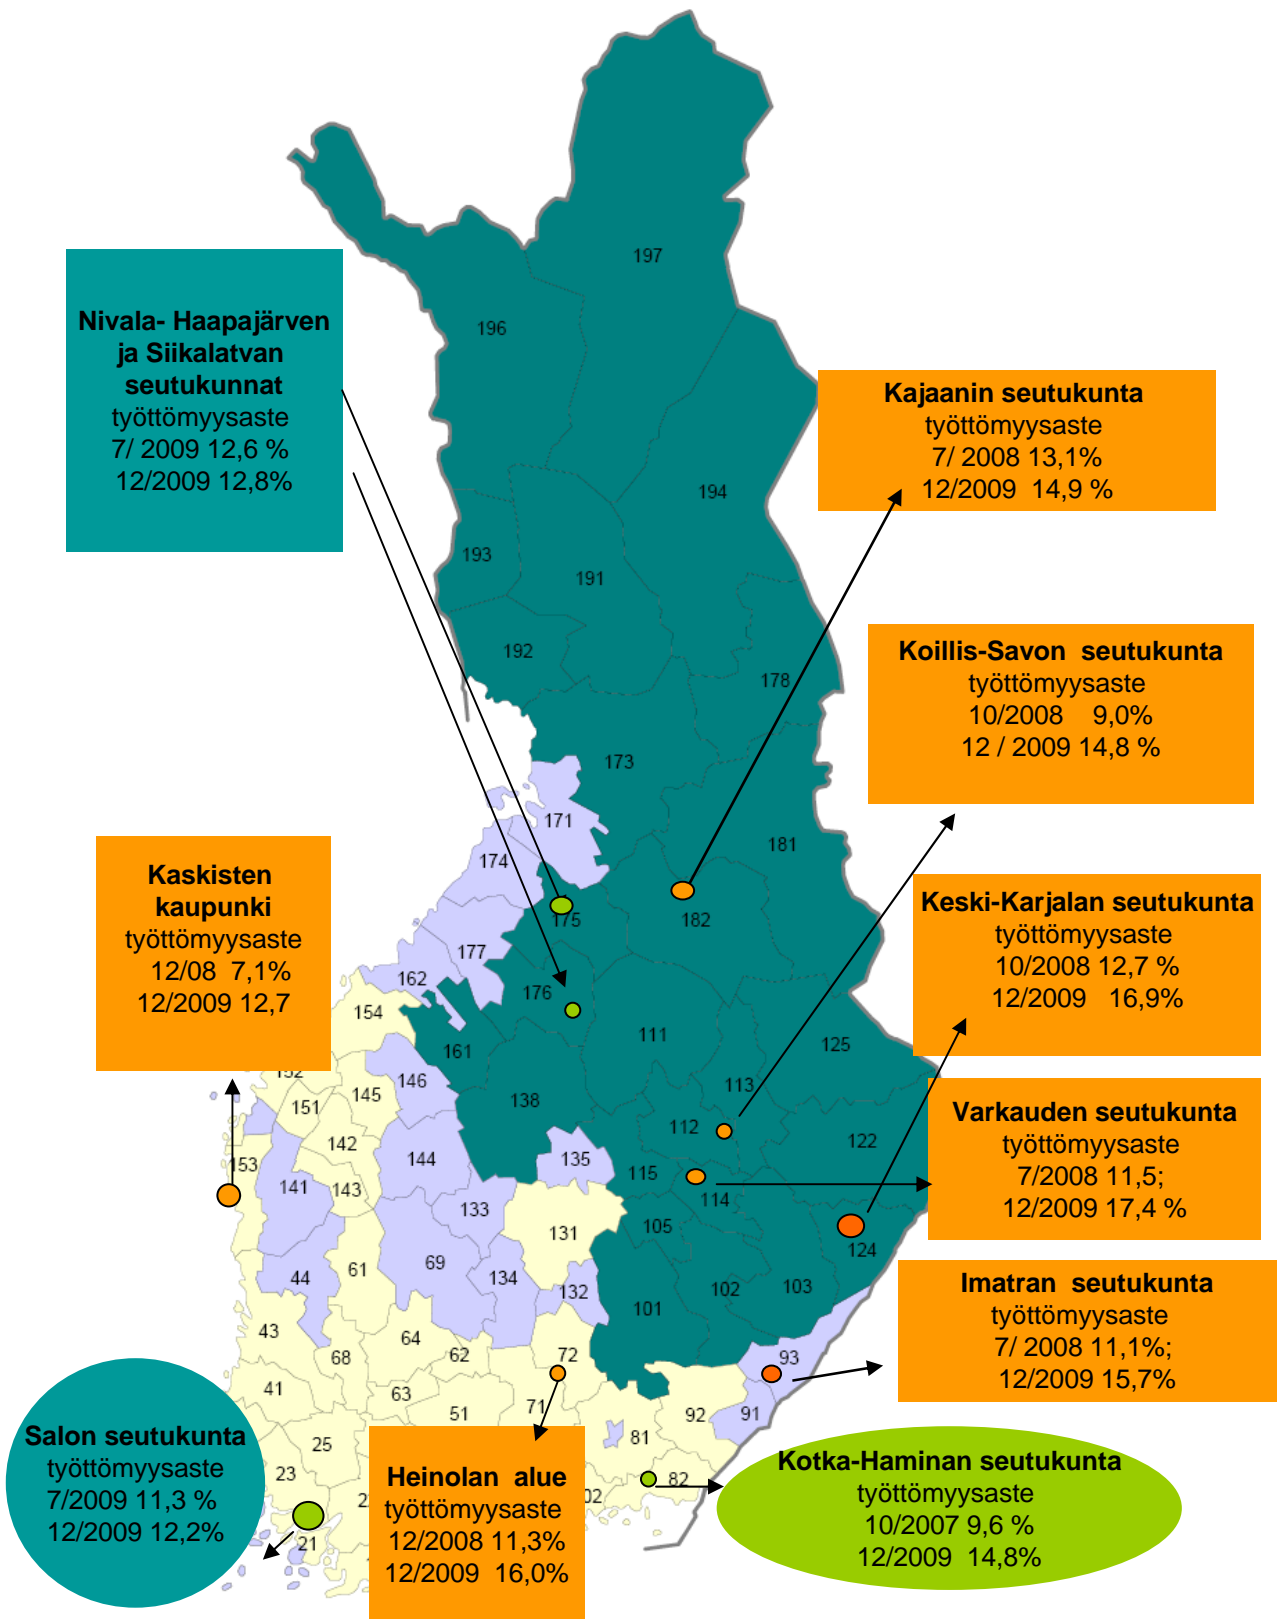 197
196
Nivala- Haapajärven
ja Siikalatvan
seutukunnat
työttömyysaste
7/ 2009 12,6 %
12/2009 12,8%
Kajaanin seutukunta
työttömyysaste
7/ 2008 13,1%
12/2009 14,9 %
194
193
191
192
178
Koillis-Savon seutukunta
työttömyysaste
10/2008 9,0%
12 / 2009 14,8 %
173
171
174
181
Kaskisten
kaupunki
työttömyysaste
12/08 7,1%
12/2009 12,7
175
182
Keski-Karjalan seutukunta
työttömyysaste
10/2008 12,7 %
12/2009 16,9%
177
162
176
154
161
111
125
152
146
145
113
151
138
112
142
122
Varkauden seutukunta
työttömyysaste
7/2008 11,5;
12/2009 17,4 %
153
144
135
115
141
143
114
133
105
131
124
61
69
134
44
132
102
103
101
Imatran seutukunta
työttömyysaste
7/ 2008 11,1%;
12/2009 15,7%
43
64
68
62
72
93
41
63
51
71
92
91
Salon seutukunta
työttömyysaste
7/2009 11,3 %
12/2009 12,2%
25
23
81
82
21
Heinolan alue
työttömyysaste
12/2008 11,3%
12/2009 16,0%
Kotka-Haminan seutukunta
työttömyysaste
10/2007 9,6 %
12/2009 14,8%